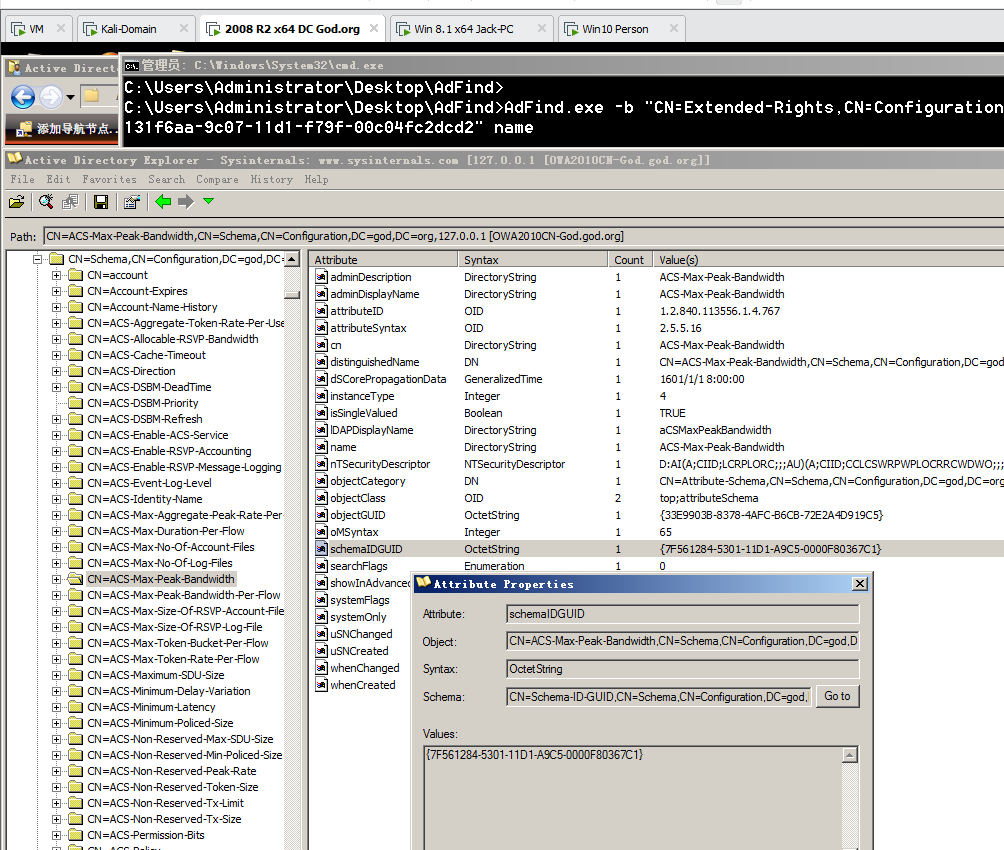 VM
Kali-Domain
2008 R2 x64 DC God.org
Win 8.1 x64 Jack-PC
Win10 Person
Active Direct
添加导航节点..
管理员: C:\Windows\System32\cmd.exe
C:\Users\Administrator\Desktop\AdFind>
C:\Users\Administrator\Desktop\AdFind>AdFind.exe -b "CN=Extended-Rights,CN=Configuration
131f6aa-9c07-11d1-f79f-00c04fc2dcd2" name
Active Directory Explorer - Sysinternals: www.sysinternals.com [127.0.0.1 [OWA2010CN-God.god.org]]
File Edit Favorites Search Compare History Help
Path: CN=ACS-Max-Peak-Bandwidth,CN=Schema,CN=Configuration,DC=god,DC=org,127.0.0.1 [OWA2010CN-God.god.org]
CN=Schema,CN=Configuration,DC=god,DC=
CN=account
CN=Account-Expires
CN=Account-Name-History
CN=ACS-Aggregate-Token-Rate-Per-Use
CN=ACS-Allocable-RSVP-Bandwidth
CN=ACS-Cache-Timeout
CN=ACS-Direction
CN=ACS-DSBM-DeadTime
CN=ACS-DSBM-Priority
CN=ACS-DSBM-Refresh
CN=ACS-Enable-ACS-Service
CN=ACS-Enable-RSVP-Accounting
CN=ACS-Enable-RSVP-Message-Logging
CN=ACS-Event-Log-Level
CN=ACS-Identity-Name
CN=ACS-Max-Aggregate-Peak-Rate-Per-
CN=ACS-Max-Duration-Per-Flow
CN=ACS-Max-No-Of-Account-Files
CN=ACS-Max-No-Of-Log-Files
CN=ACS-Max-Peak-Bandwidth
CN=ACS-Max-Peak-Bandwidth-Per-Flow
CN=ACS-Max-Size-Of-RSVP-Account-File
CN=ACS-Max-Size-Of-RSVP-Log-File
CN=ACS-Max-Token-Bucket-Per-Flow
CN=ACS-Max-Token-Rate-Per-Flow
CN=ACS-Maximum-SDU-Size
CN=ACS-Minimum-Delay-Variation
CN=ACS-Minimum-Latency
CN=ACS-Minimum-Policed-Size
CN=ACS-Non-Reserved-Max-SDU-Size
CN=ACS-Non-Reserved-Min-Policed-Size
CN=ACS-Non-Reserved-Peak-Rate
CN=ACS-Non-Reserved-Token-Size
CN=ACS-Non-Reserved-Tx-Limit
CN=ACS-Non-Reserved-Tx-Size
CN=ACS-Permission-Bits
Attribute Syntax Count Value(s)
adminDescription DirectoryString 1 ACS-Max-Peak-Bandwidth
adminDisplayName DirectoryString 1 ACS-Max-Peak-Bandwidth
attributeID OID 1 1.2.840.113556.1.4.767
attributeSyntax OID 1 2.5.5.16
cn DirectoryString 1 ACS-Max-Peak-Bandwidth
distinguishedName DN 1 CN=ACS-Max-Peak-Bandwidth,CN=Schema,CN=Configuration,DC=god
dSCorePropagationData GeneralizedTime 1 1601/1/1 8:00:00
instanceType Integer 1 4
isSingleValued Boolean 1 TRUE
lDAPDisplayName DirectoryString 1 aCSMaxPeakBandwidth
name DirectoryString 1 ACS-Max-Peak-Bandwidth
nTSecurityDescriptor NTSecurityDescriptor 1 D:AI(A;CIID;LCRPLORC;;;AU)(A;CIID;CCLCSWRPWPLOCRRCWDWO;;;
objectCategory DN 1 CN=Attribute-Schema,CN=Schema,CN=Configuration,DC=god,DC=org
objectClass OID 2 top;attributeSchema
objectGUID OctetString 1 {33E9903B-8378-4AFC-B6CB-72E2A4D919C5}
oMSyntax Integer 1 65
schemaIDGUID OctetString 1 {7F561284-5301-11D1-A9C5-0000F80367C1}
searchFlags Enumeration 1 0
showInAdvanced
systemFlags
systemOnly
uSNChanged
uSNCreated
whenChanged
whenCreated
Attribute Properties
Attribute: schemaIDGUID
Object: CN=ACS-Max-Peak-Bandwidth,CN=Schema,CN=Configuration,DC=god,D
Syntax: OctetString
Schema: CN=Schema-ID-GUID,CN=Schema,CN=Configuration,DC=god, Go to
Values:
{7F561284-5301-11D1-A9C5-0000F80367C1}